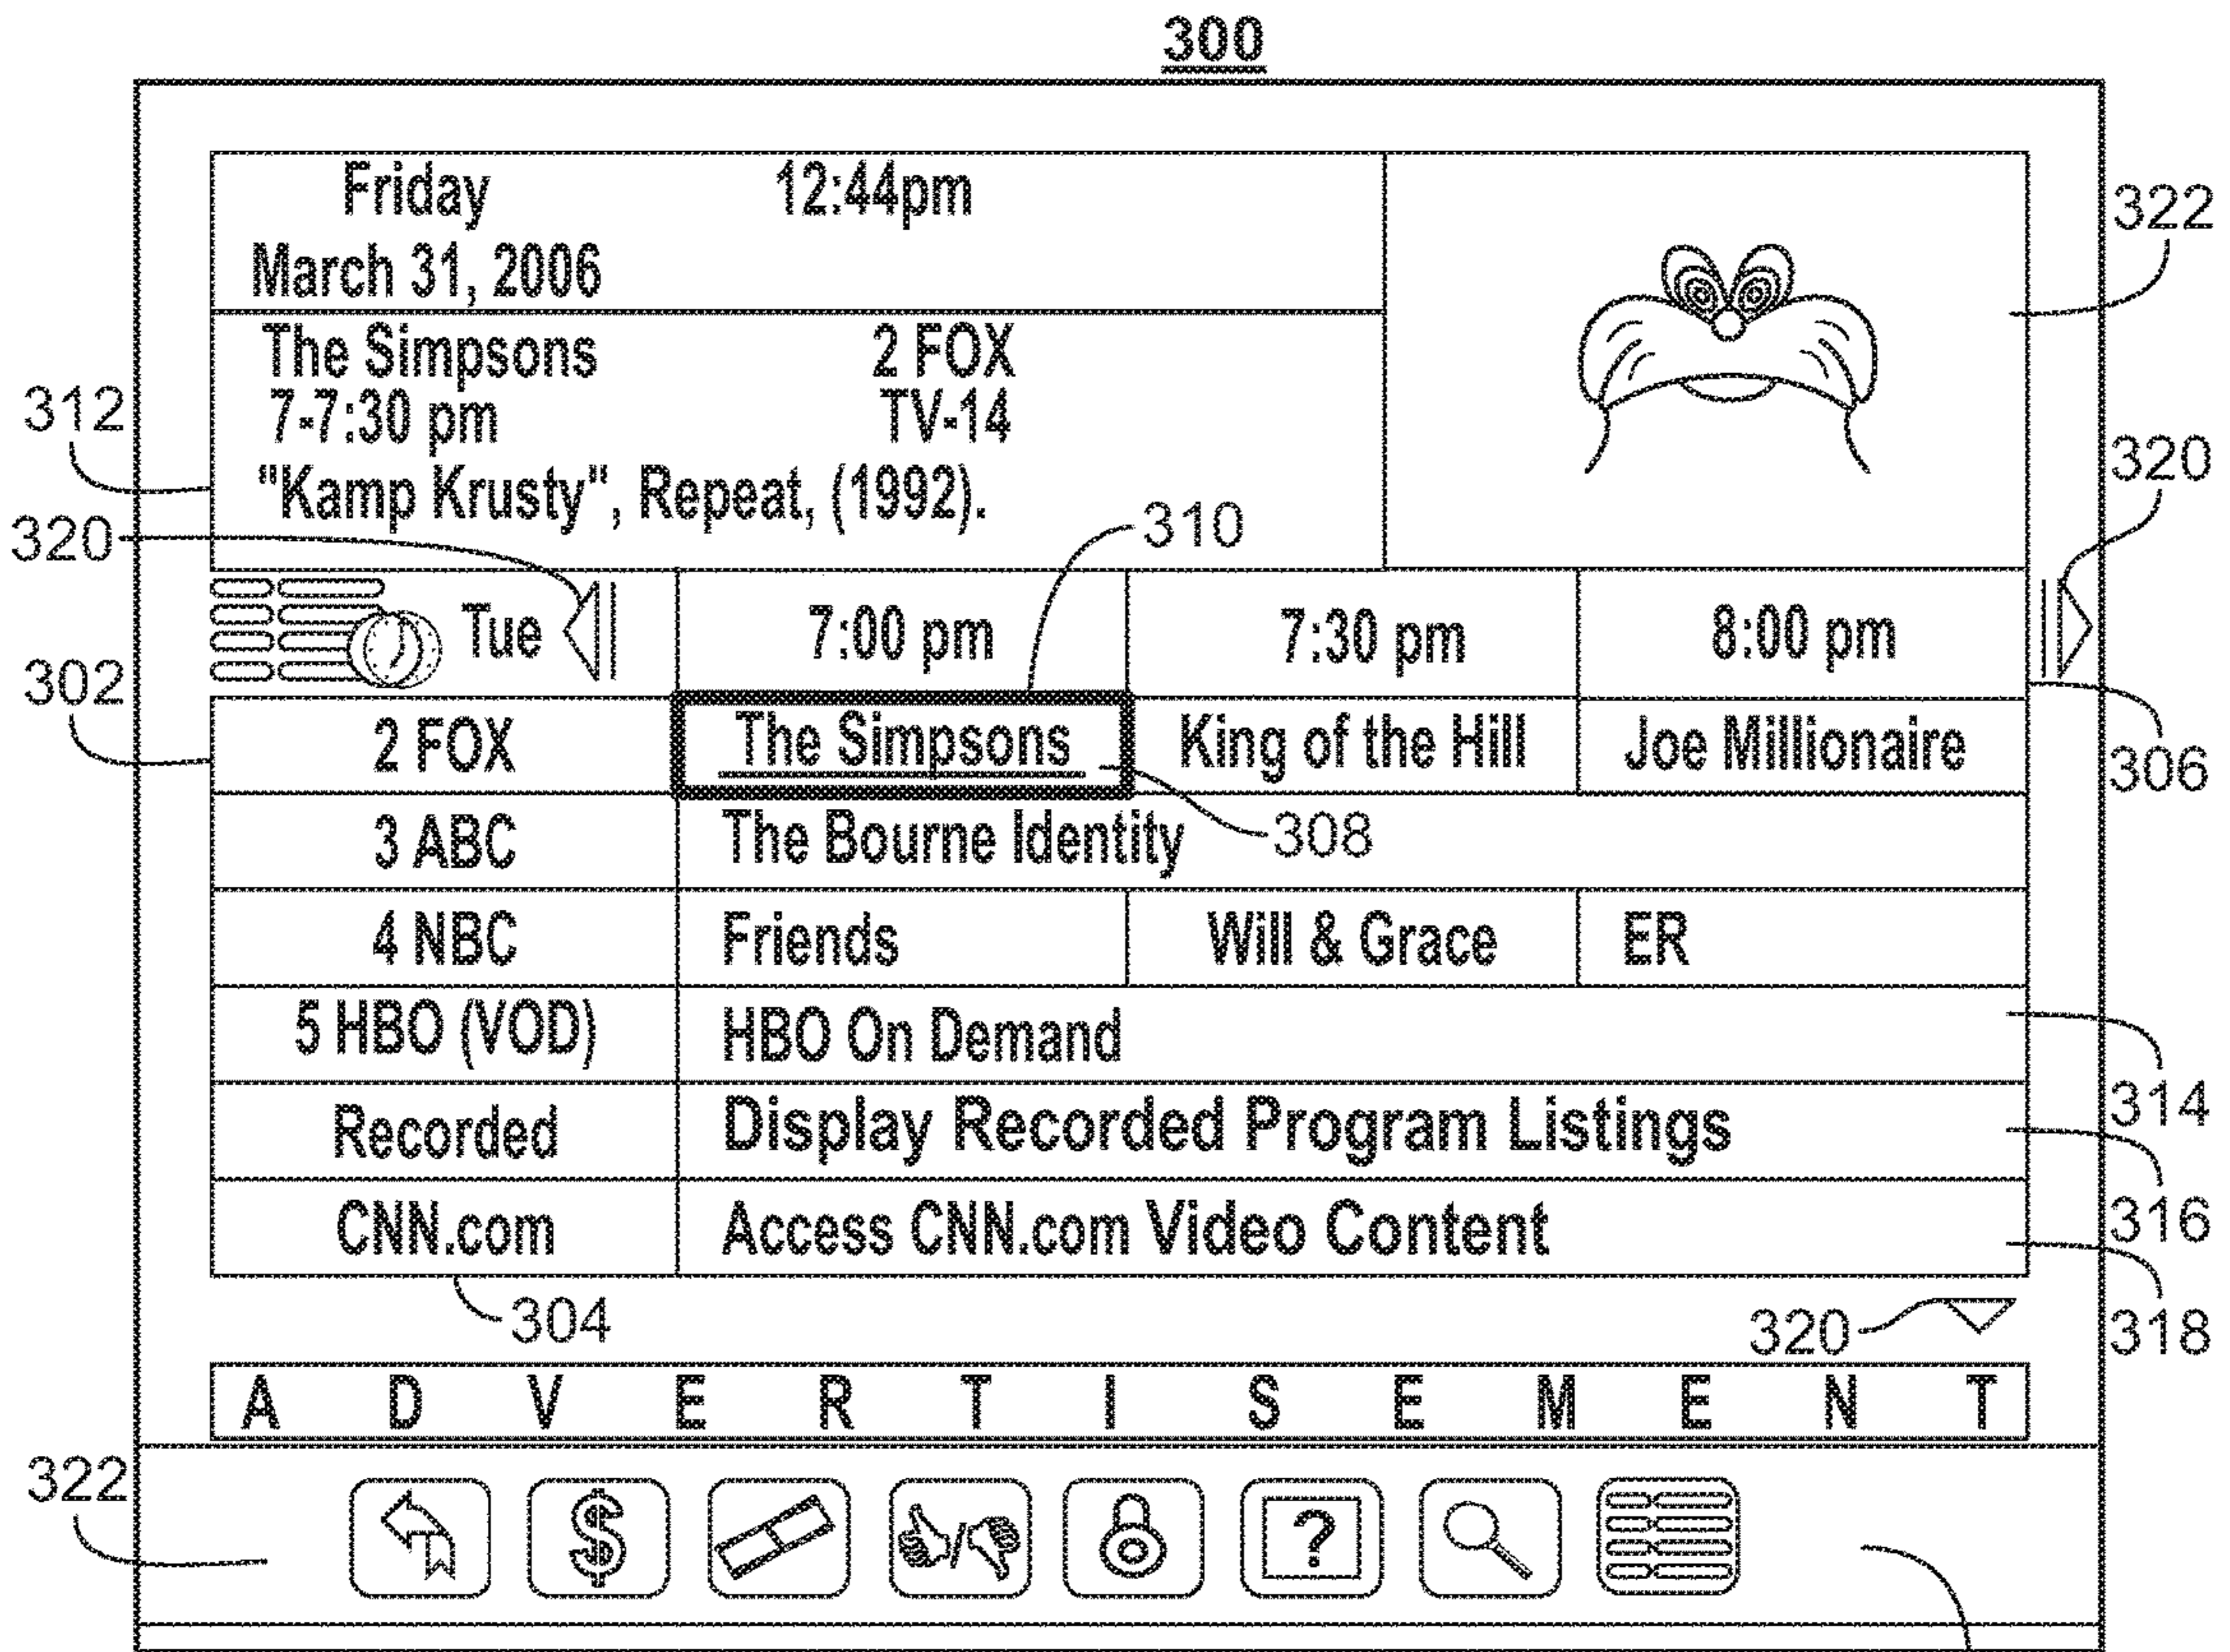 300
Friday 12:44pm
March 31, 2006
322
The Simpsons 2 FOX
312 7-7:30 pm TV-14 320
"Kamp Krusty", Repeat, (1992).
320 310
Tue 7:00 pm 7:30 pm 8:00 pm
302
2 FOX The Simpsons King of the Hill Joe Millionaire 306
3 ABC The Bourne Identity 308
4 NBC Friends Will & Grace ER
5 HBO (VOD) HBO On Demand
314
Recorded Display Recorded Program Listings
316
CNN.com Access CNN.com Video Content
304 320 318
A D V E R T I S E M E N T
322
$ / ?